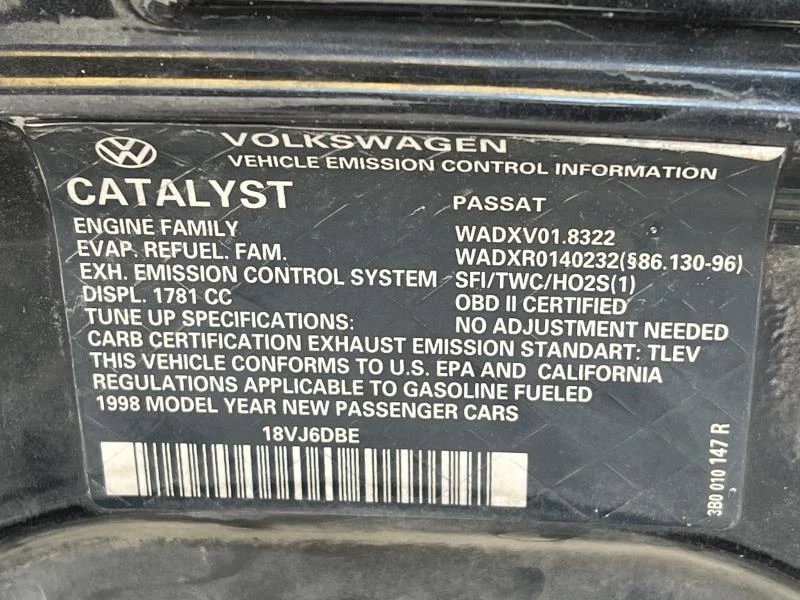 VOLKSWAGEN
VEHICLE EMISSION CONTROL INFORMATION
CATALYST PASSAT
ENGINE FAMILY WADXV01.8322
EVAP. REFUEL. FAM. WADXR0140232(§86.130-96)
EXH. EMISSION CONTROL SYSTEM SFI/TWC/HO2S(1)
DISPL. 1781 CC OBD II CERTIFIED
TUNE UP SPECIFICATIONS: NO ADJUSTMENT NEEDED
CARB CERTIFICATION EXHAUST EMISSION STANDART: TLEV
THIS VEHICLE CONFORMS TO U.S. EPA AND CALIFORNIA
REGULATIONS APPLICABLE TO GASOLINE FUELED
1998 MODEL YEAR NEW PASSENGER CARS
18VJ6DBE
3B0 010 147 R